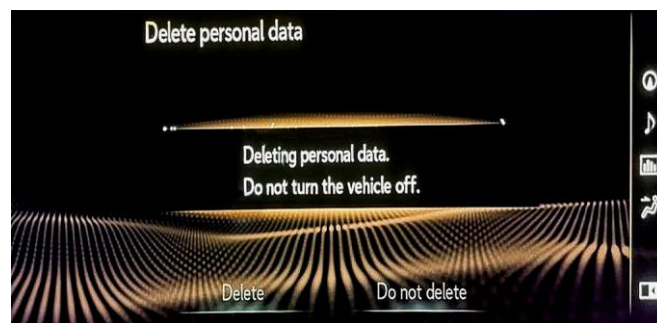 Delete personal data
Deleting personal data.
Do not turn the vehicle off.
Delete
Do not delete